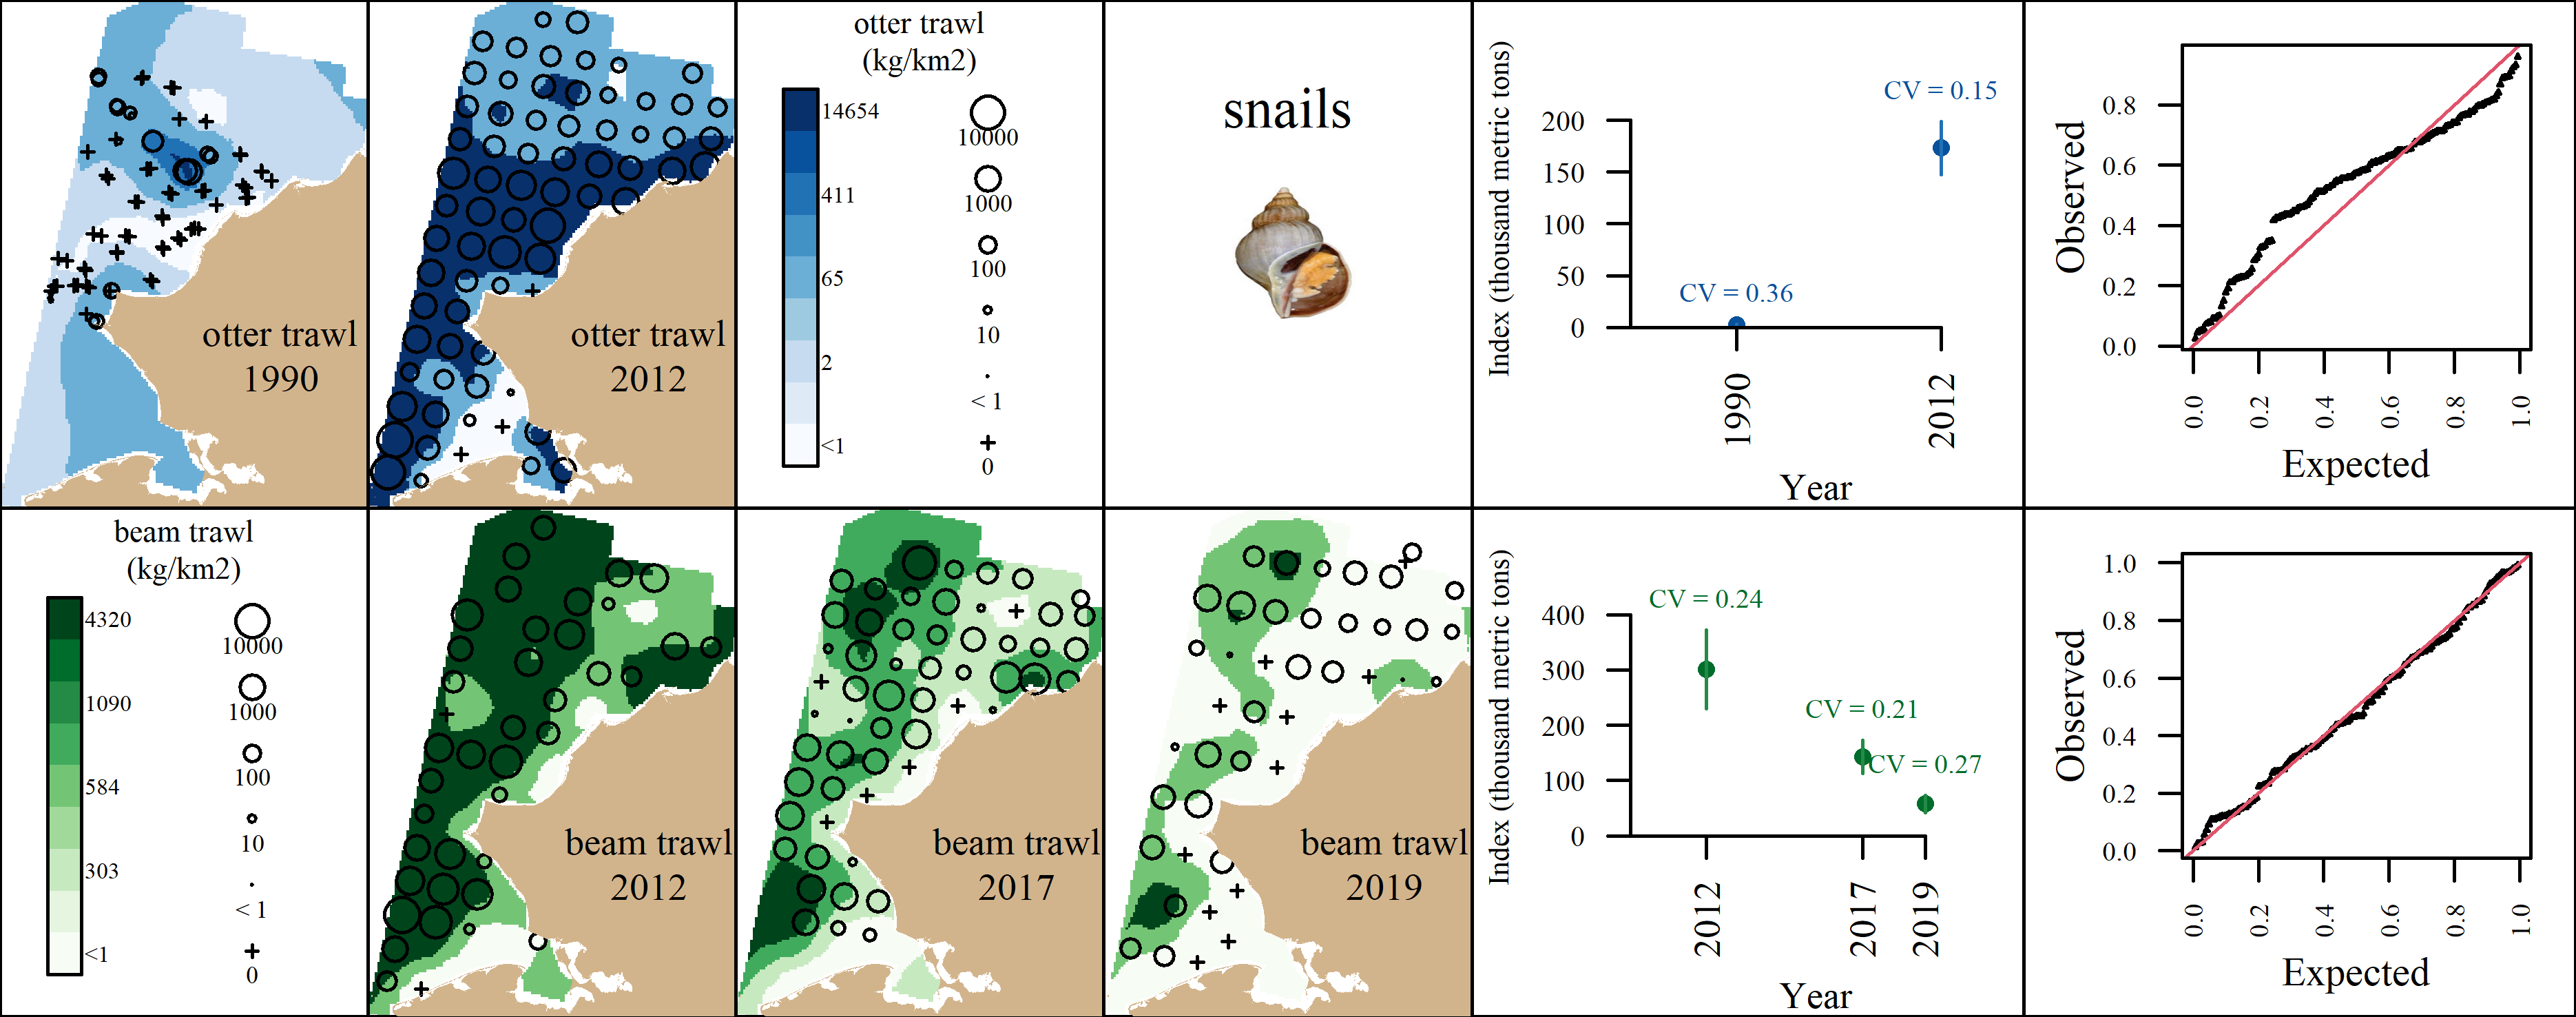 otter trawl
1990
otter trawl
2012
otter trawl
(kg/km2)
14654
411
65
2
<1
10000
1000
100
10
< 1
0
snails
Index (thousand metric tons)
200
150
100
50
0
CV = 0.36
CV = 0.15
1990
2012
Year
Observed
0.8
0.6
0.4
0.2
0.0
0.0
0.2
0.4
0.6
0.8
1.0
Expected
beam trawl
(kg/km2)
4320
1090
584
303
<1
10000
1000
100
10
< 1
0
beam trawl
2012
beam trawl
2017
beam trawl
2019
Index (thousand metric tons)
400
300
200
100
0
CV = 0.24
CV = 0.21
CV = 0.27
2012
2017
2019
Year
Observed
1.0
0.8
0.6
0.4
0.2
0.0
0.0
0.2
0.4
0.6
0.8
1.0
Expected